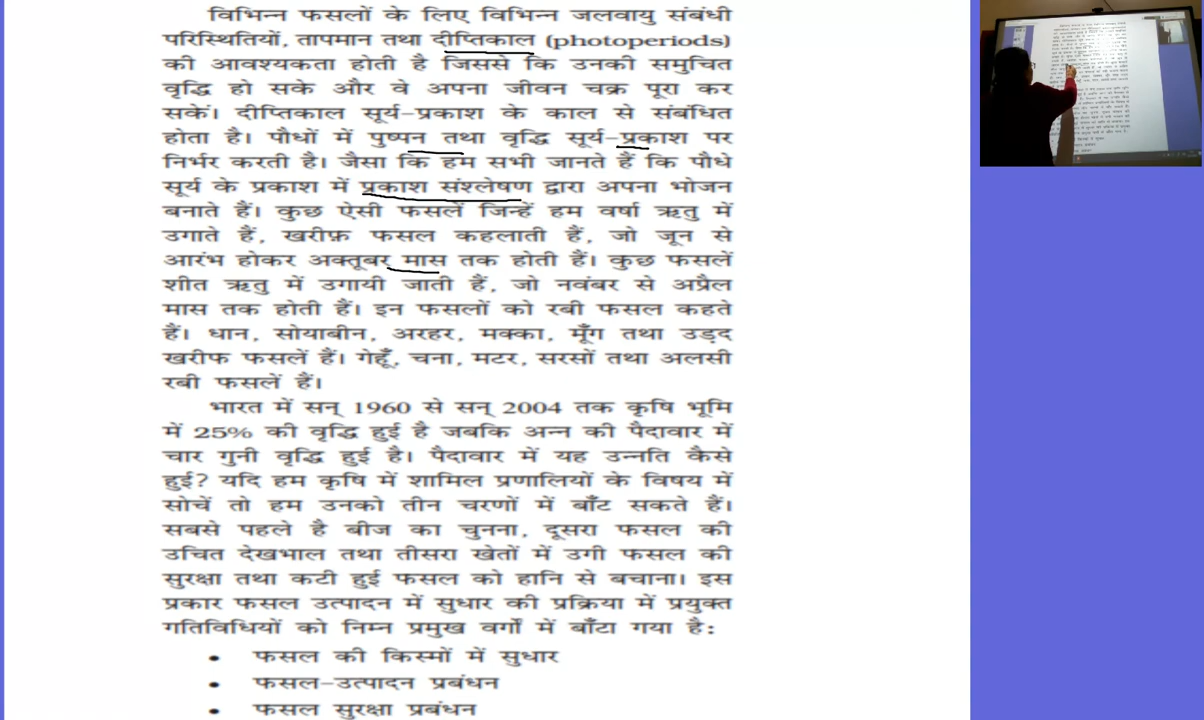 विभिन्न फसलों के लिए विभिन्न जलवायु संबंधी
परिस्थितियों, तापमान तथा दीप्तिकाल (photoperiods)
की आवश्यकता होती है जिससे कि उनकी समुचित
वृद्धि हो सके और वे अपना जीवन चक्र पूरा कर
सकें। दीप्तिकाल सूर्य-प्रकाश के काल से संबंधित
होता है। पौधों में पुष्पन तथा वृद्धि सूर्य-प्रकाश पर
निर्भर करती है। जैसा कि हम सभी जानते हैं कि पौधे
सूर्य के प्रकाश में प्रकाश संश्लेषण द्वारा अपना भोजन
बनाते हैं। कुछ ऐसी फसलें जिन्हें हम वर्षा ऋतु में
उगाते हैं, खरीफ़ फसल कहलाती हैं, जो जून से
आरंभ होकर अक्तूबर मास तक होती हैं। कुछ फसलें
शीत ऋतु में उगायी जाती हैं, जो नवंबर से अप्रैल
मास तक होती हैं। इन फसलों को रबी फसल कहते
हैं। धान, सोयाबीन, अरहर, मक्का, मूँग तथा उड़द
खरीफ फसलें हैं। गेहूँ, चना, मटर, सरसों तथा अलसी
रबी फसलें हैं।
भारत में सन् 1960 से सन् 2004 तक कृषि भूमि
में 25% की वृद्धि हुई है जबकि अन्न की पैदावार में
चार गुनी वृद्धि हुई है। पैदावार में यह उन्नति कैसे
हुई? यदि हम कृषि में शामिल प्रणालियों के विषय में
सोचें तो हम उनको तीन चरणों में बाँट सकते हैं।
सबसे पहले है बीज का चुनना, दूसरा फसल की
उचित देखभाल तथा तीसरा खेतों में उगी फसल की
सुरक्षा तथा कटी हुई फसल को हानि से बचाना। इस
प्रकार फसल उत्पादन में सुधार की प्रक्रिया में प्रयुक्त
गतिविधियों को निम्न प्रमुख वर्गों में बाँटा गया है:
• फसल की किस्मों में सुधार
• फसल-उत्पादन प्रबंधन
• फसल सुरक्षा प्रबंधन